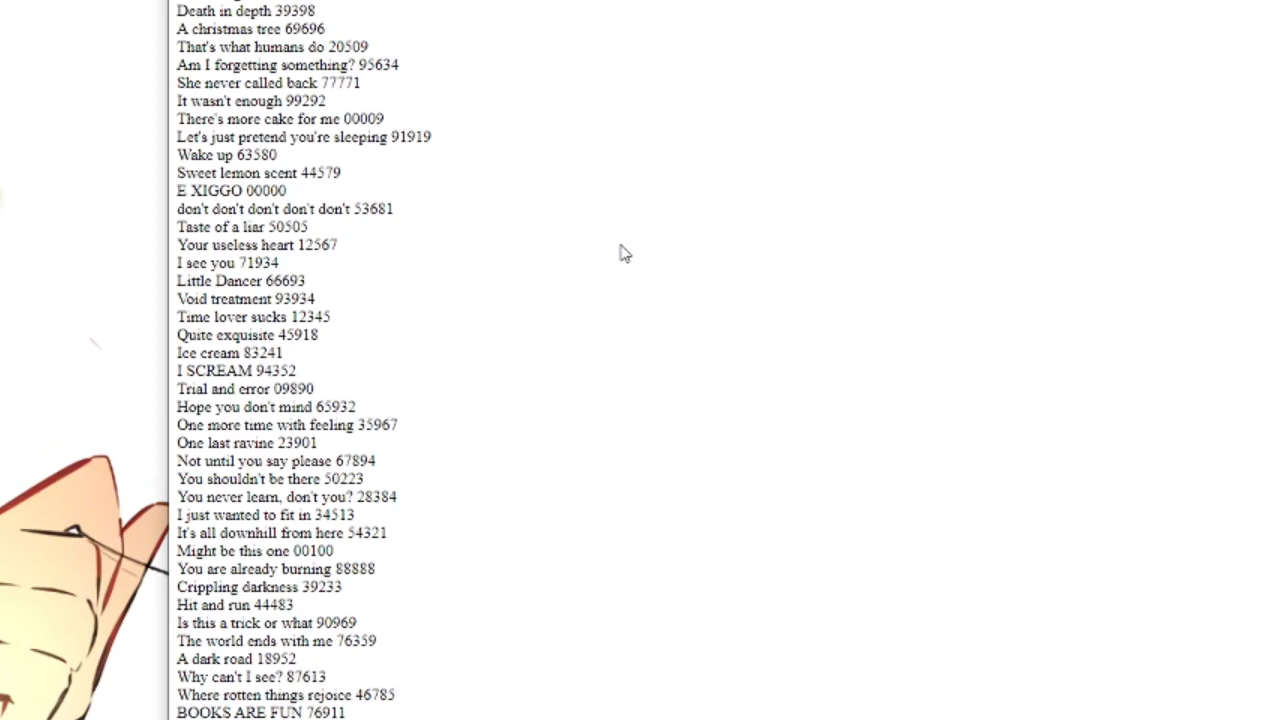 Death in depth 39398
A christmas tree 69696
That's what humans do 20509
Am I forgetting something? 95634
She never called back 77771
It wasn't enough 99292
There's more cake for me 00009
Let's just pretend you're sleeping 91919
Wake up 63580
Sweet lemon scent 44579
E XIGGO 00000
don't don't don't don't don't 53681
Taste of a liar 50505
Your useless heart 12567
I see you 71934
Little Dancer 66693
Void treatment 93934
Time lover sucks 12345
Quite exquisite 45918
Ice cream 83241
I SCREAM 94352
Trial and error 09890
Hope you don't mind 65932
One more time with feeling 35967
One last ravine 23901
Not until you say please 67894
You shouldn't be there 50223
You never learn, don't you? 28384
I just wanted to fit in 34513
It's all downhill from here 54321
Might be this one 00100
You are already burning 88888
Crippling darkness 39233
Hit and run 44483
Is this a trick or what 90969
The world ends with me 76359
A dark road 18952
Why can't I see? 87613
Where rotten things rejoice 46785
BOOKS ARE FUN 76911